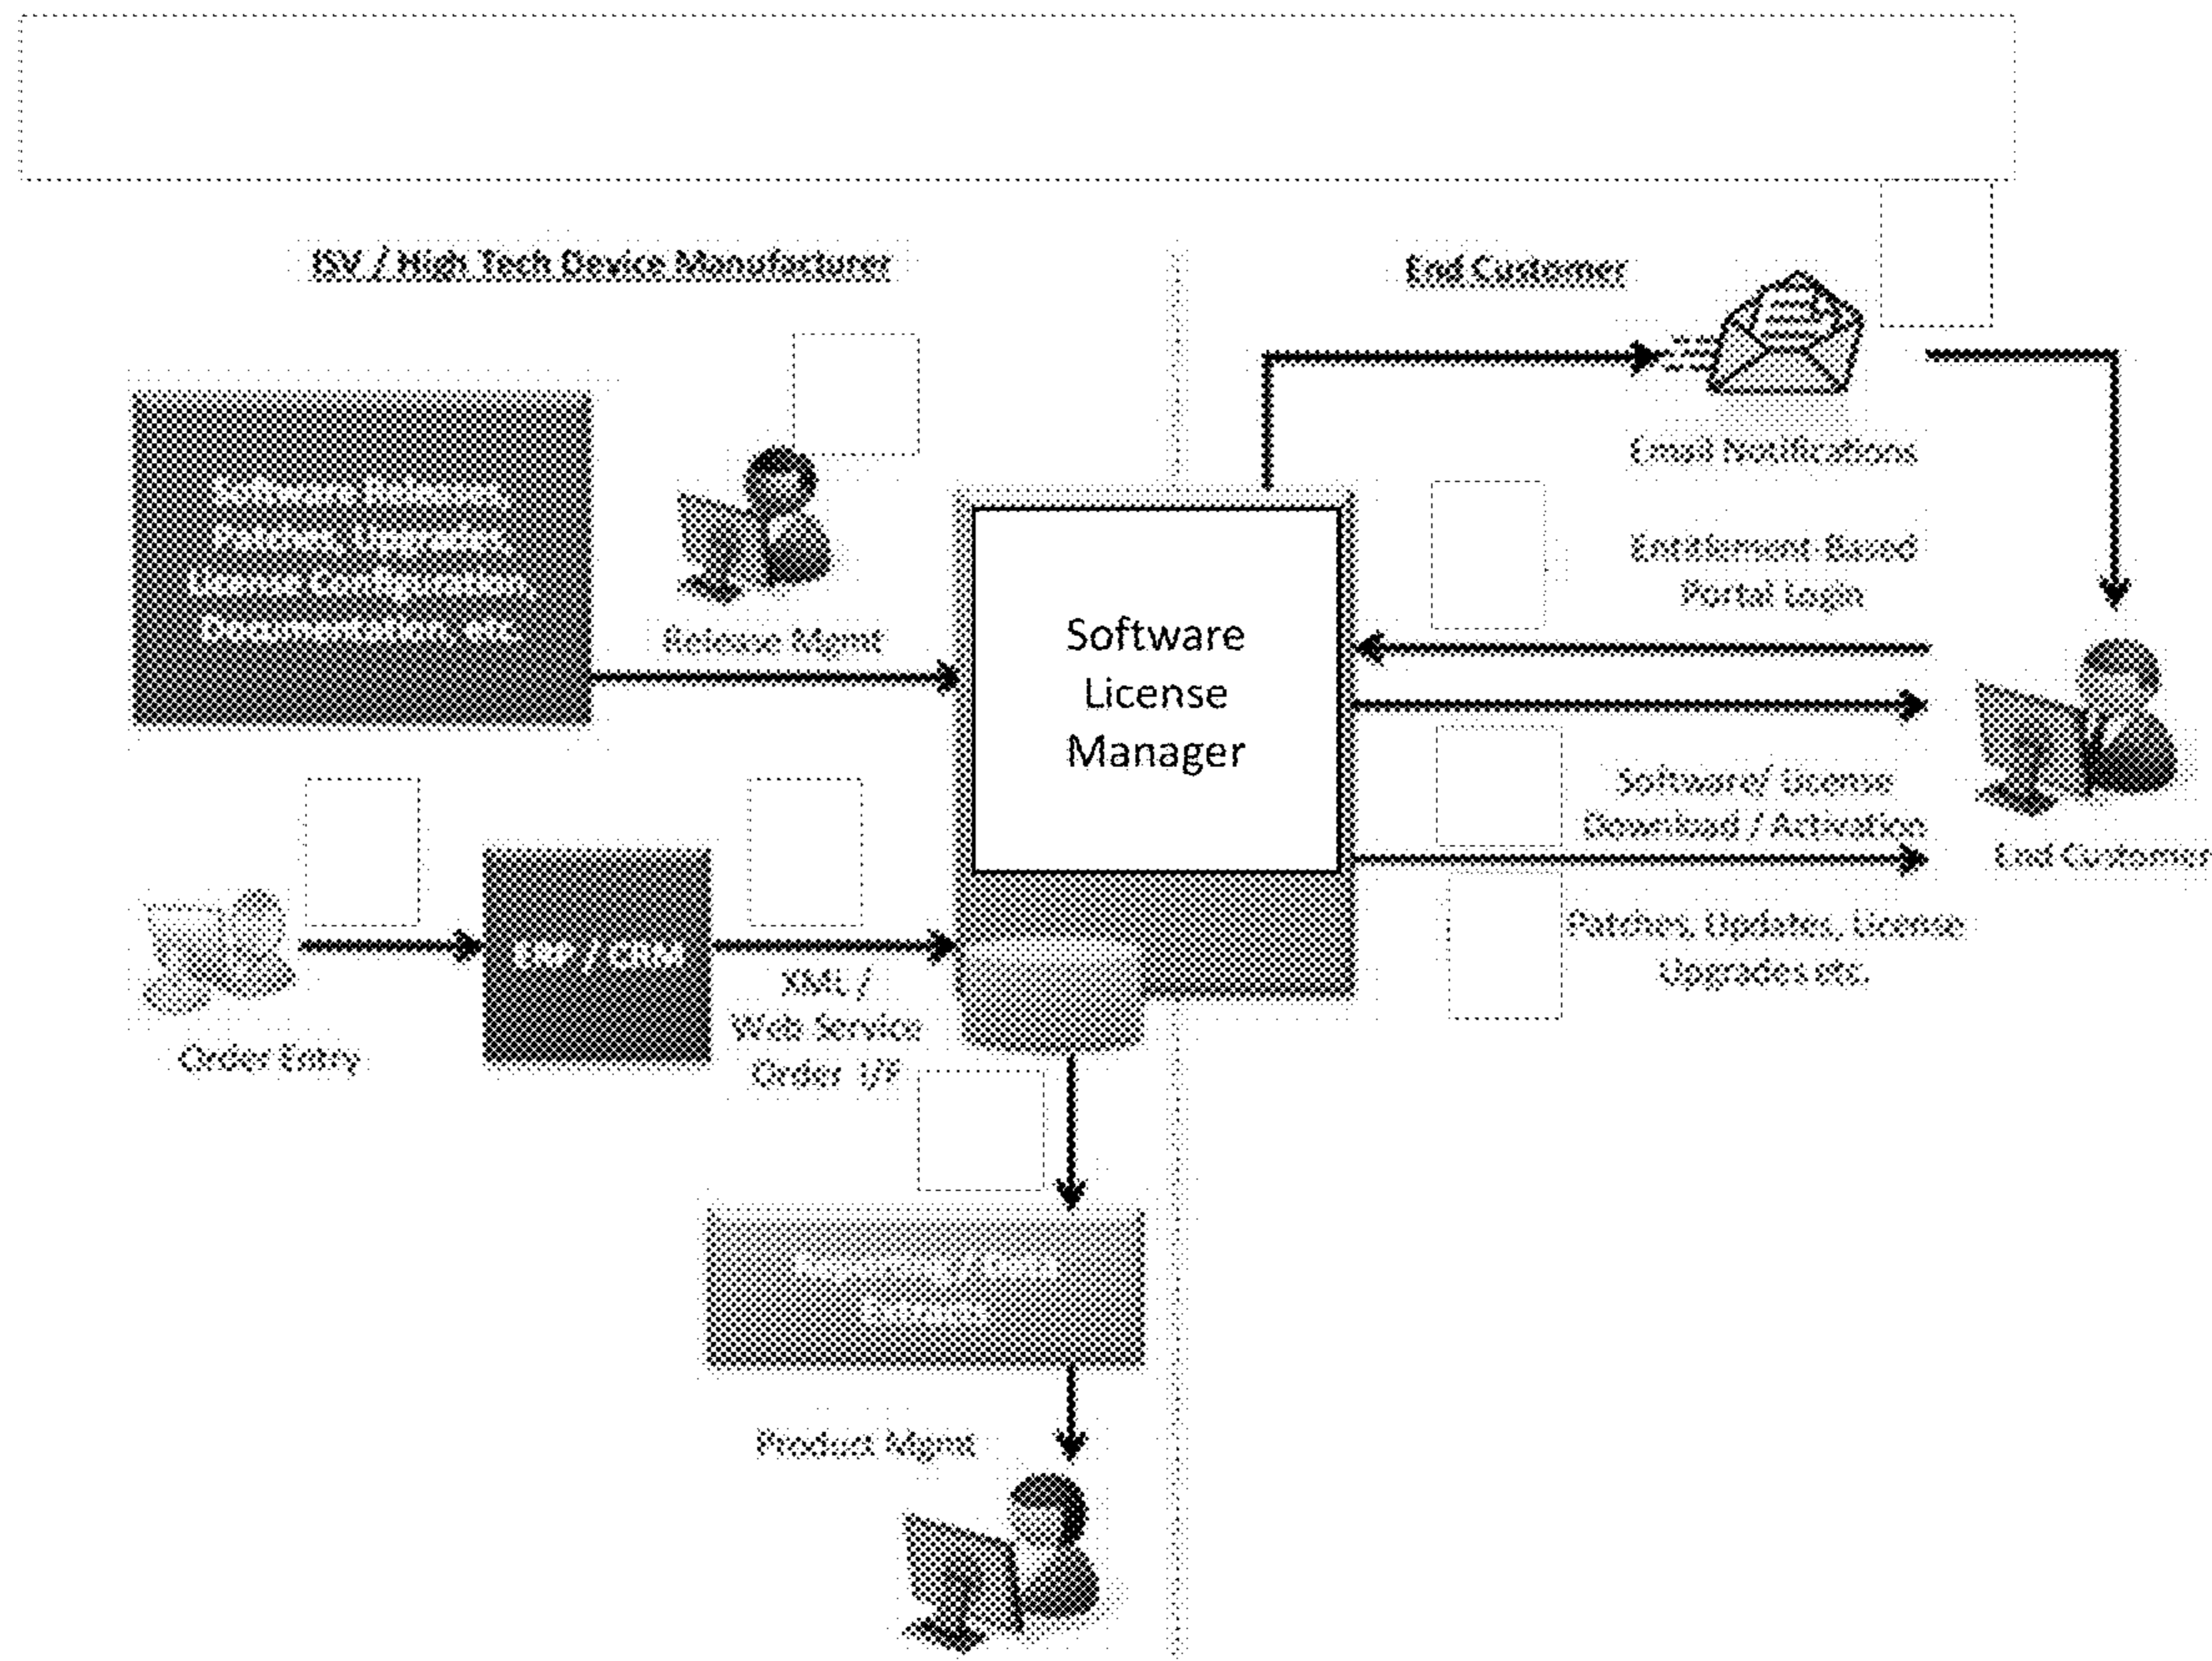 ISV / High Tech Device Manufacturer
End Customer
Email Notifications
Software Releases,
Patches, Upgrades,
License Configuration
Documentation, etc
Release Mgmt
Entitlement-Based
Portal Login
Software
License
Manager
Software/ License
Download / Activation
End Customer
Patches, Updates, License
Upgrades etc.
ERP / CRM
XML /
Web Service
Order I/F
Order Entry
Reporting / Data
Product Mgmt